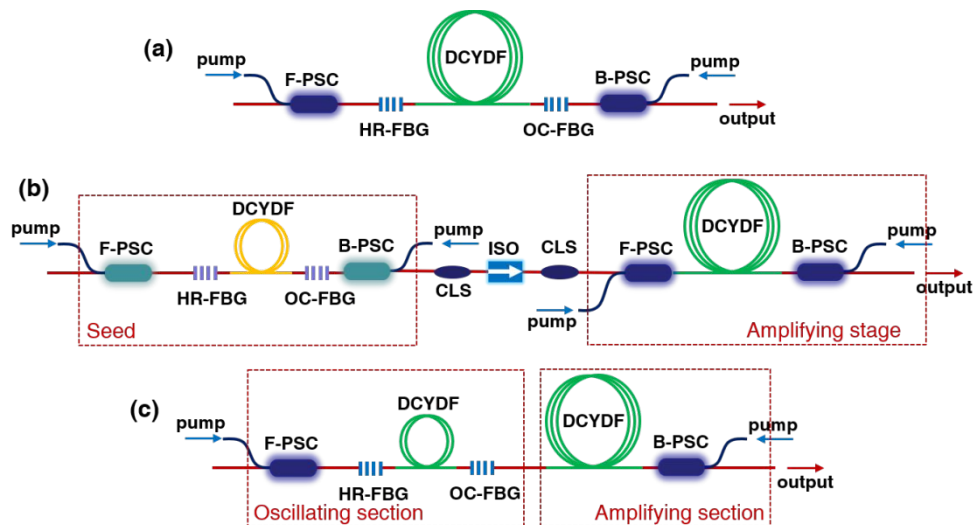 (a)
pump
F-PSC
HR-FBG
DCYDF
OC-FBG
B-PSC
pump
output
(b)
pump
F-PSC
HR-FBG
DCYDF
OC-FBG
B-PSC
pump
Seed
CLS
ISO
CLS
pump
F-PSC
DCYDF
B-PSC
pump
output
Amplifying stage
(c)
pump
F-PSC
HR-FBG
DCYDF
OC-FBG
Oscillating section
DCYDF
B-PSC
pump
output
Amplifying section